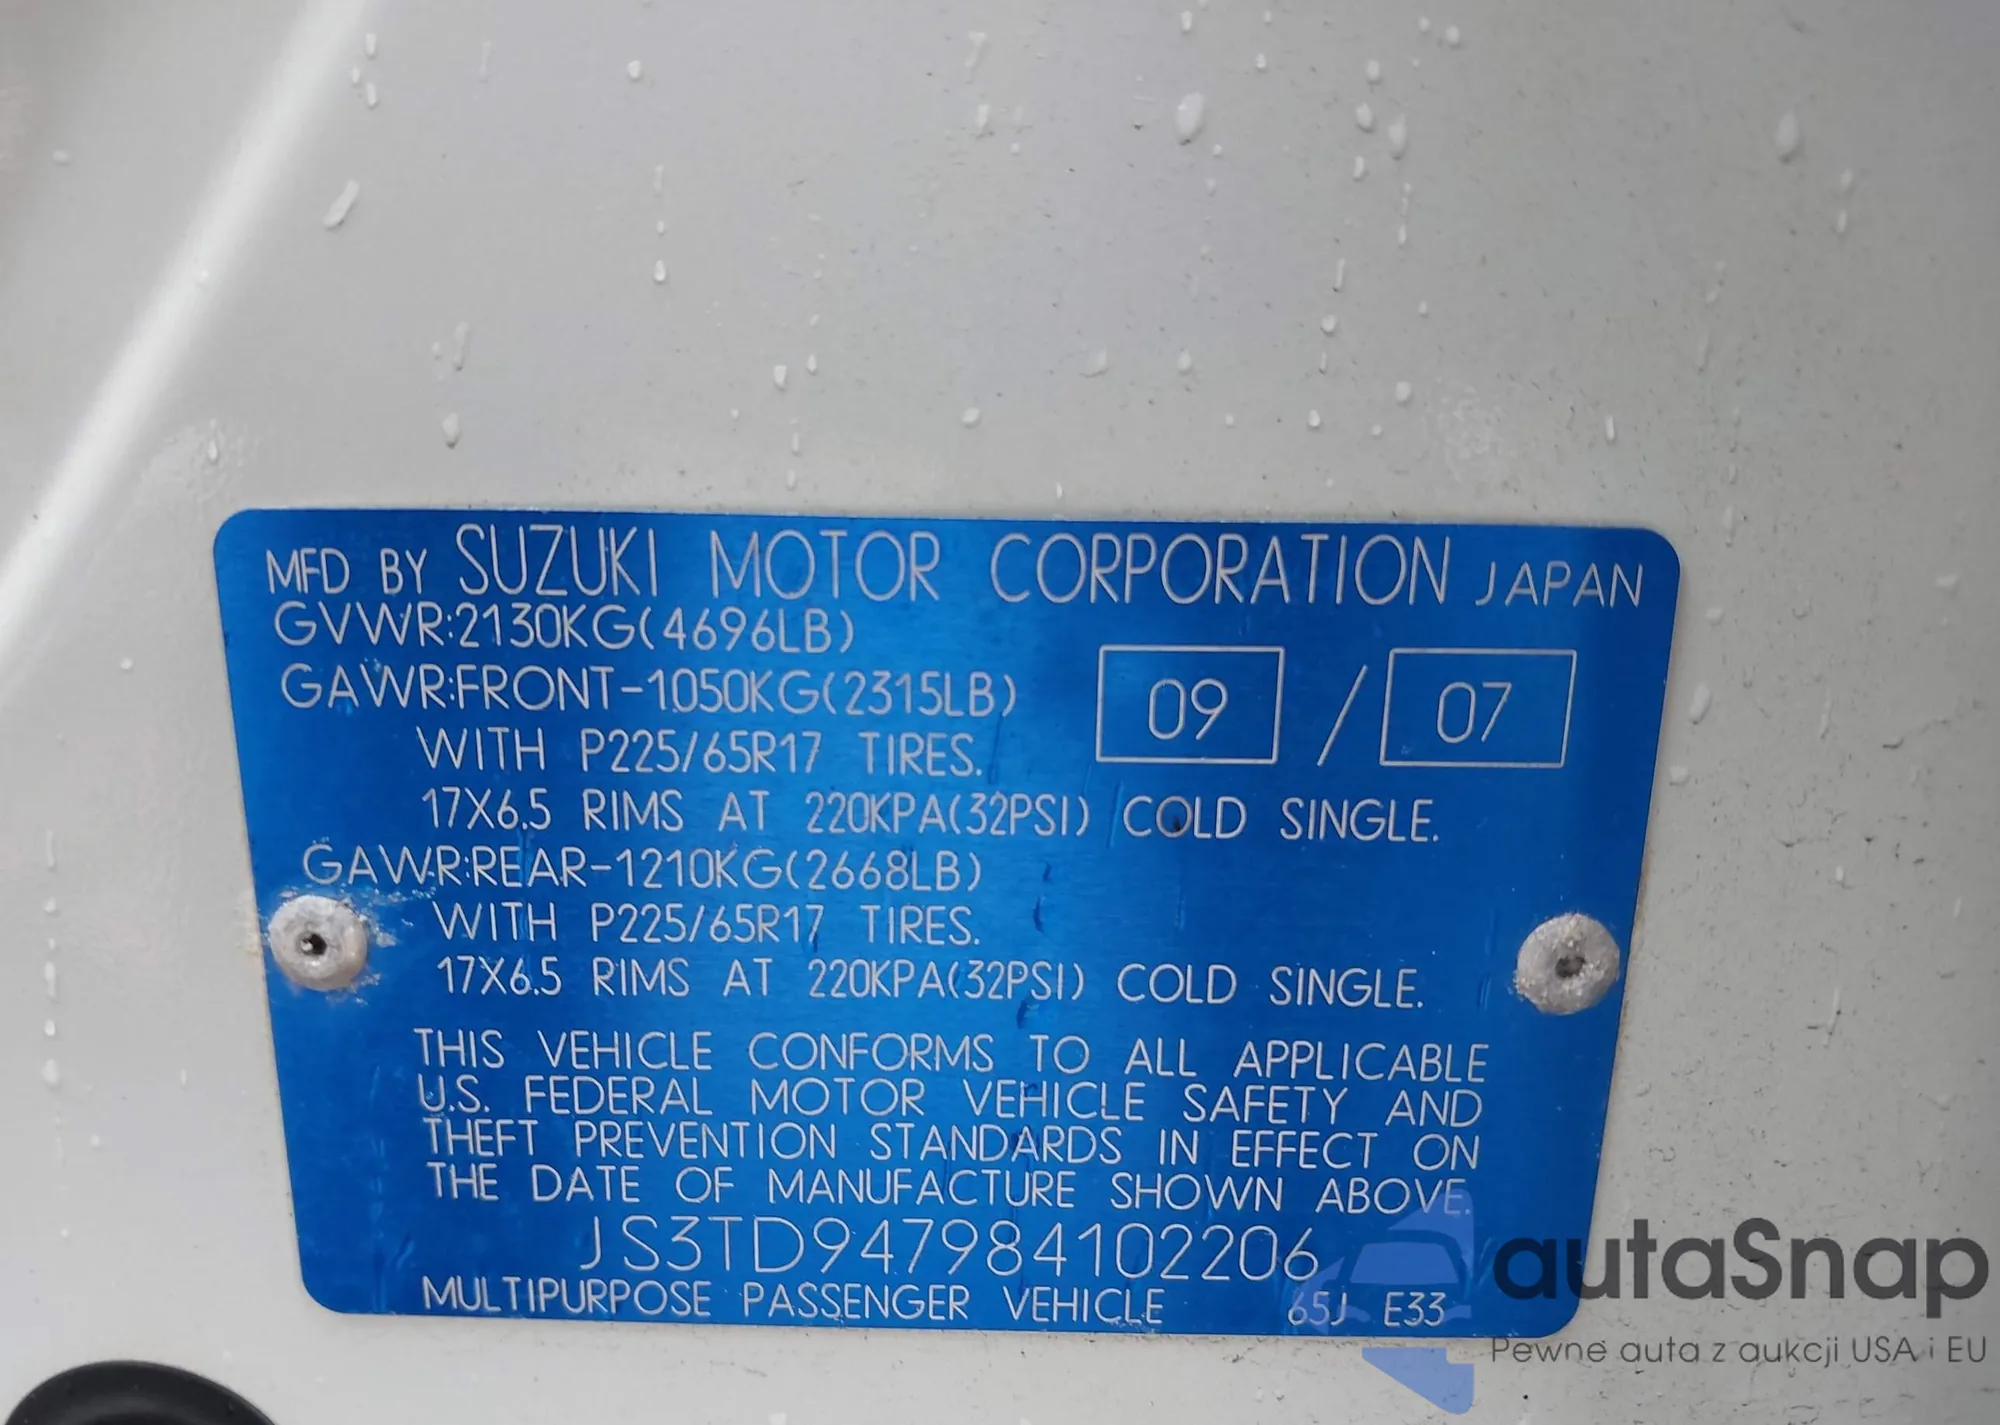 MFD BY SUZUKI MOTOR CORPORATION JAPAN
GVWR:2130KG(4696LB)
GAWR:FRONT-1050KG(2315LB)
09 / 07
WITH P225/65R17 TIRES.
17X6.5 RIMS AT 220KPA(32PSI) COLD SINGLE.
GAWR:REAR-1210KG(2668LB)
WITH P225/65R17 TIRES.
17X6.5 RIMS AT 220KPA(32PSI) COLD SINGLE.
THIS VEHICLE CONFORMS TO ALL APPLICABLE
U.S. FEDERAL MOTOR VEHICLE SAFETY AND
THEFT PREVENTION STANDARDS IN EFFECT ON
THE DATE OF MANUFACTURE SHOWN ABOVE.
JS3TD947984102206
MULTIPURPOSE PASSENGER VEHICLE 65J E33
autaSnap
Pewne auta z aukcji USA i EU